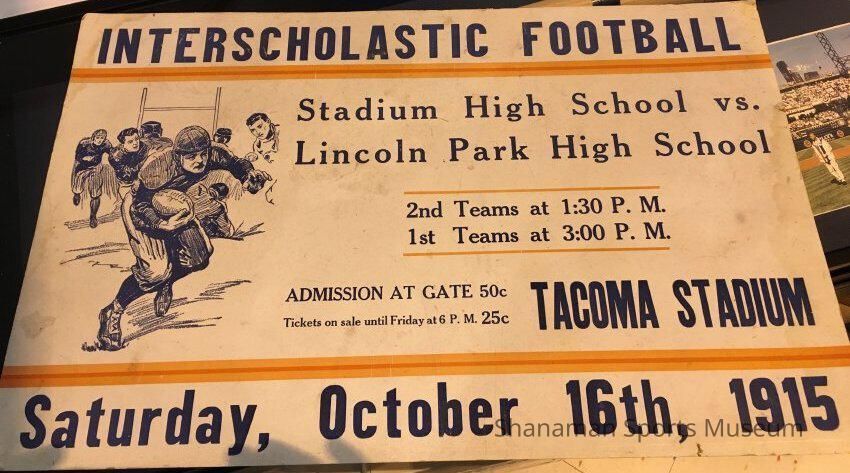 INTERSCHOLASTIC FOOTBALL
Stadium High School vs.
Lincoln Park High School
2nd Teams at 1:30 P. M.
1st Teams at 3:00 P. M.
ADMISSION AT GATE 50c
Tickets on sale until Friday at 6 P. M. 25c
TACOMA STADIUM
Saturday, October 16th, 1915
Shanaman Sports Museum